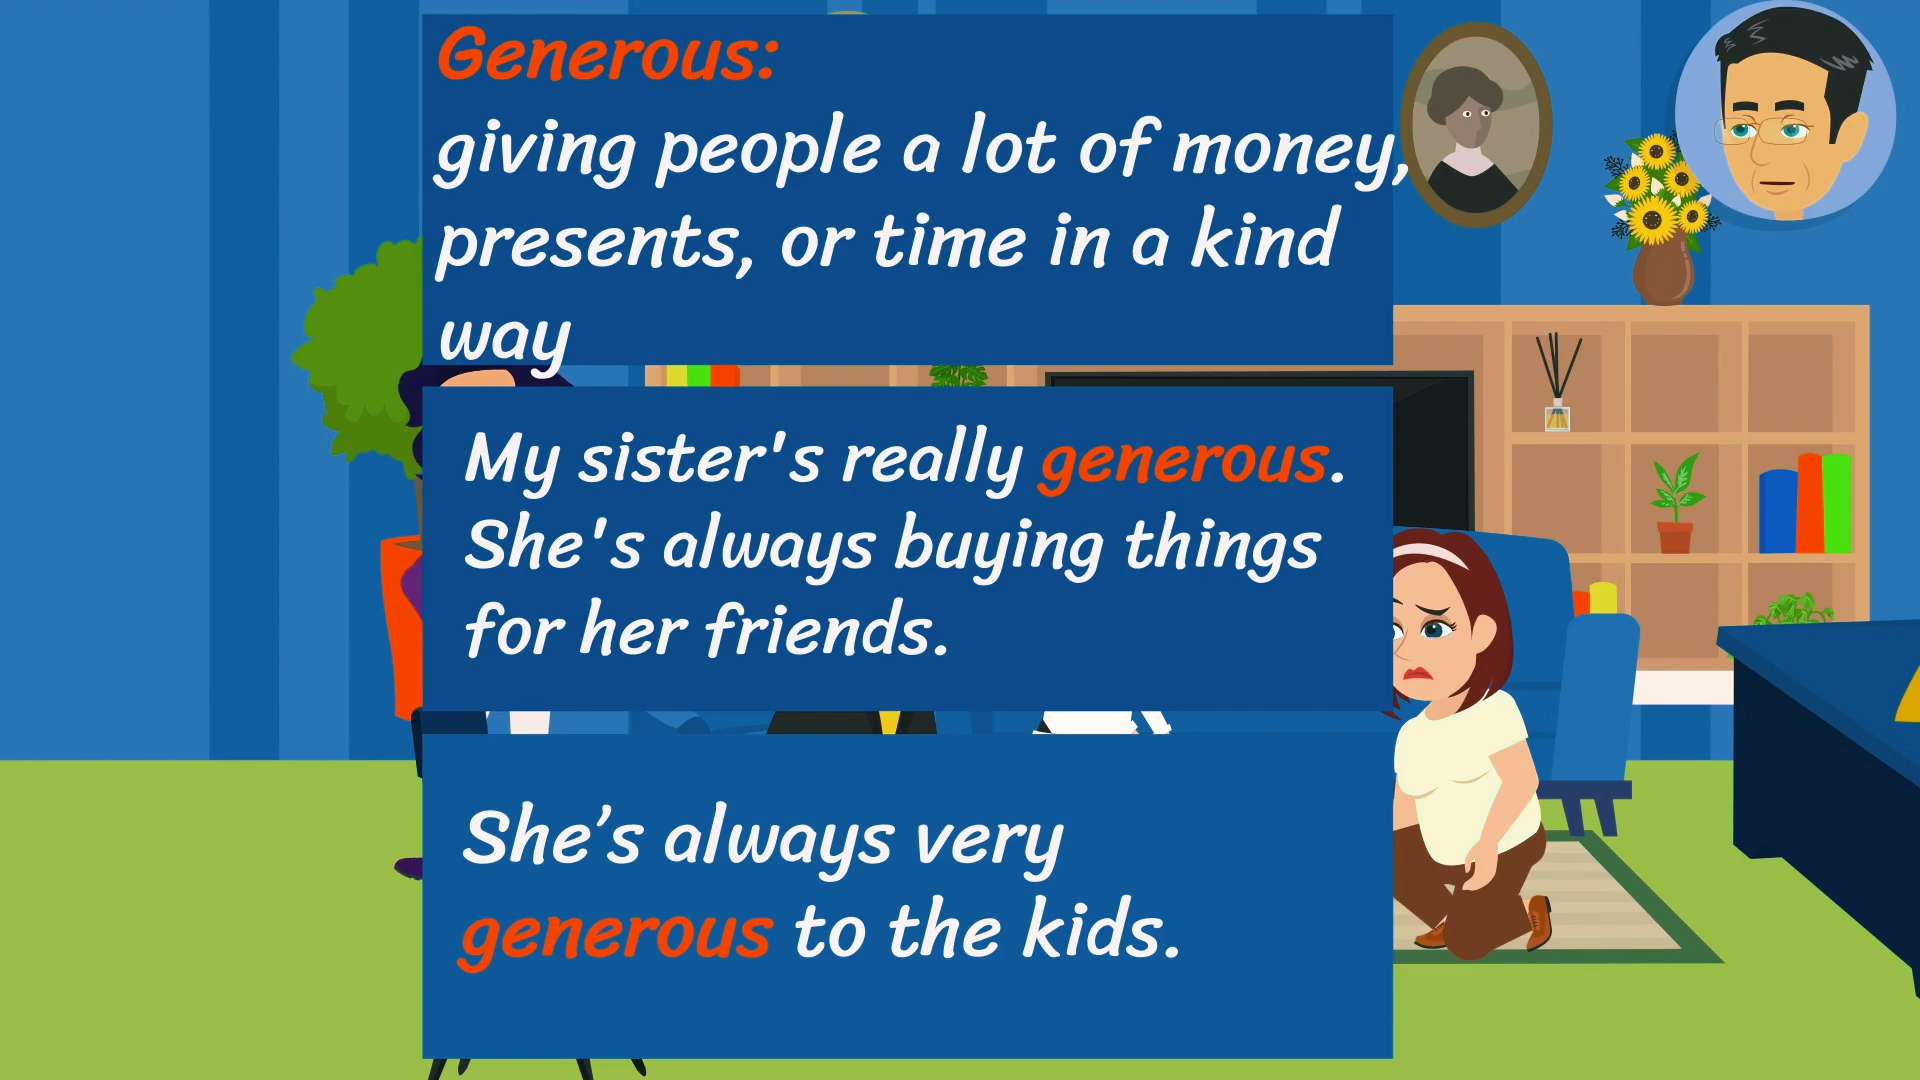 Generous:
giving people a lot of money,
presents, or time in a kind
way
My sister's really generous.
She's always buying things
for her friends.
She’s always very
generous to the kids.